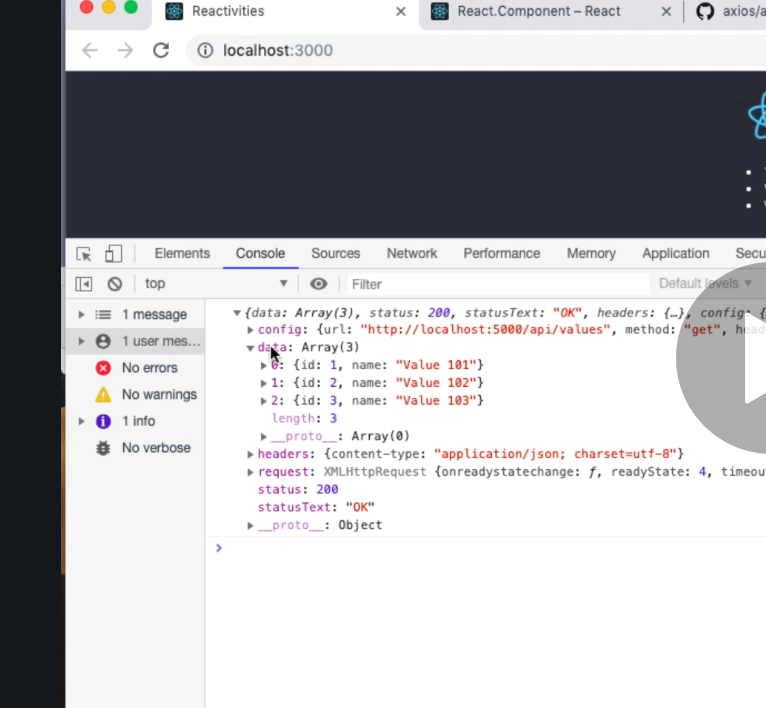 Reactivities
React.Component – React
axios/a
localhost:3000
Elements Console Sources Network Performance Memory Application Secu
top Filter Default levels ▼
1 message
1 user mes...
No errors
No warnings
1 info
No verbose
{data: Array(3), status: 200, statusText: "OK", headers: {…}, config: {
config: {url: "http://localhost:5000/api/values", method: "get", head
data: Array(3)
0: {id: 1, name: "Value 101"}
1: {id: 2, name: "Value 102"}
2: {id: 3, name: "Value 103"}
length: 3
__proto__: Array(0)
headers: {content-type: "application/json; charset=utf-8"}
request: XMLHttpRequest {onreadystatechange: ƒ, readyState: 4, timeou
status: 200
statusText: "OK"
__proto__: Object